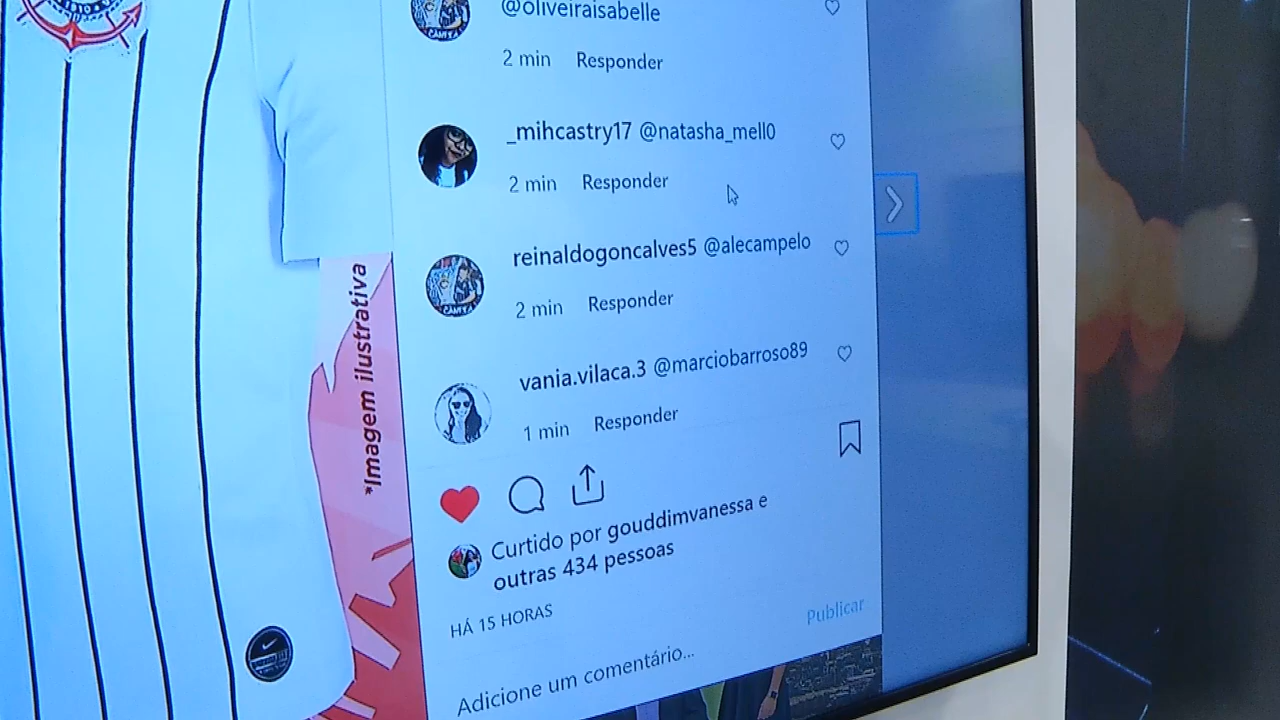 @oliveiraisabelle
2 min Responder
_mihcastry17 @natasha_mell0
2 min Responder
reinaldogoncalves5 @alecampelo
2 min Responder
vania.vilaca.3 @marciobarroso89
1 min Responder
Curtido por gouddimvanessa e
outras 434 pessoas
HÁ 15 HORAS
Adicione um comentário...
Publicar
*Imagem ilustrativa